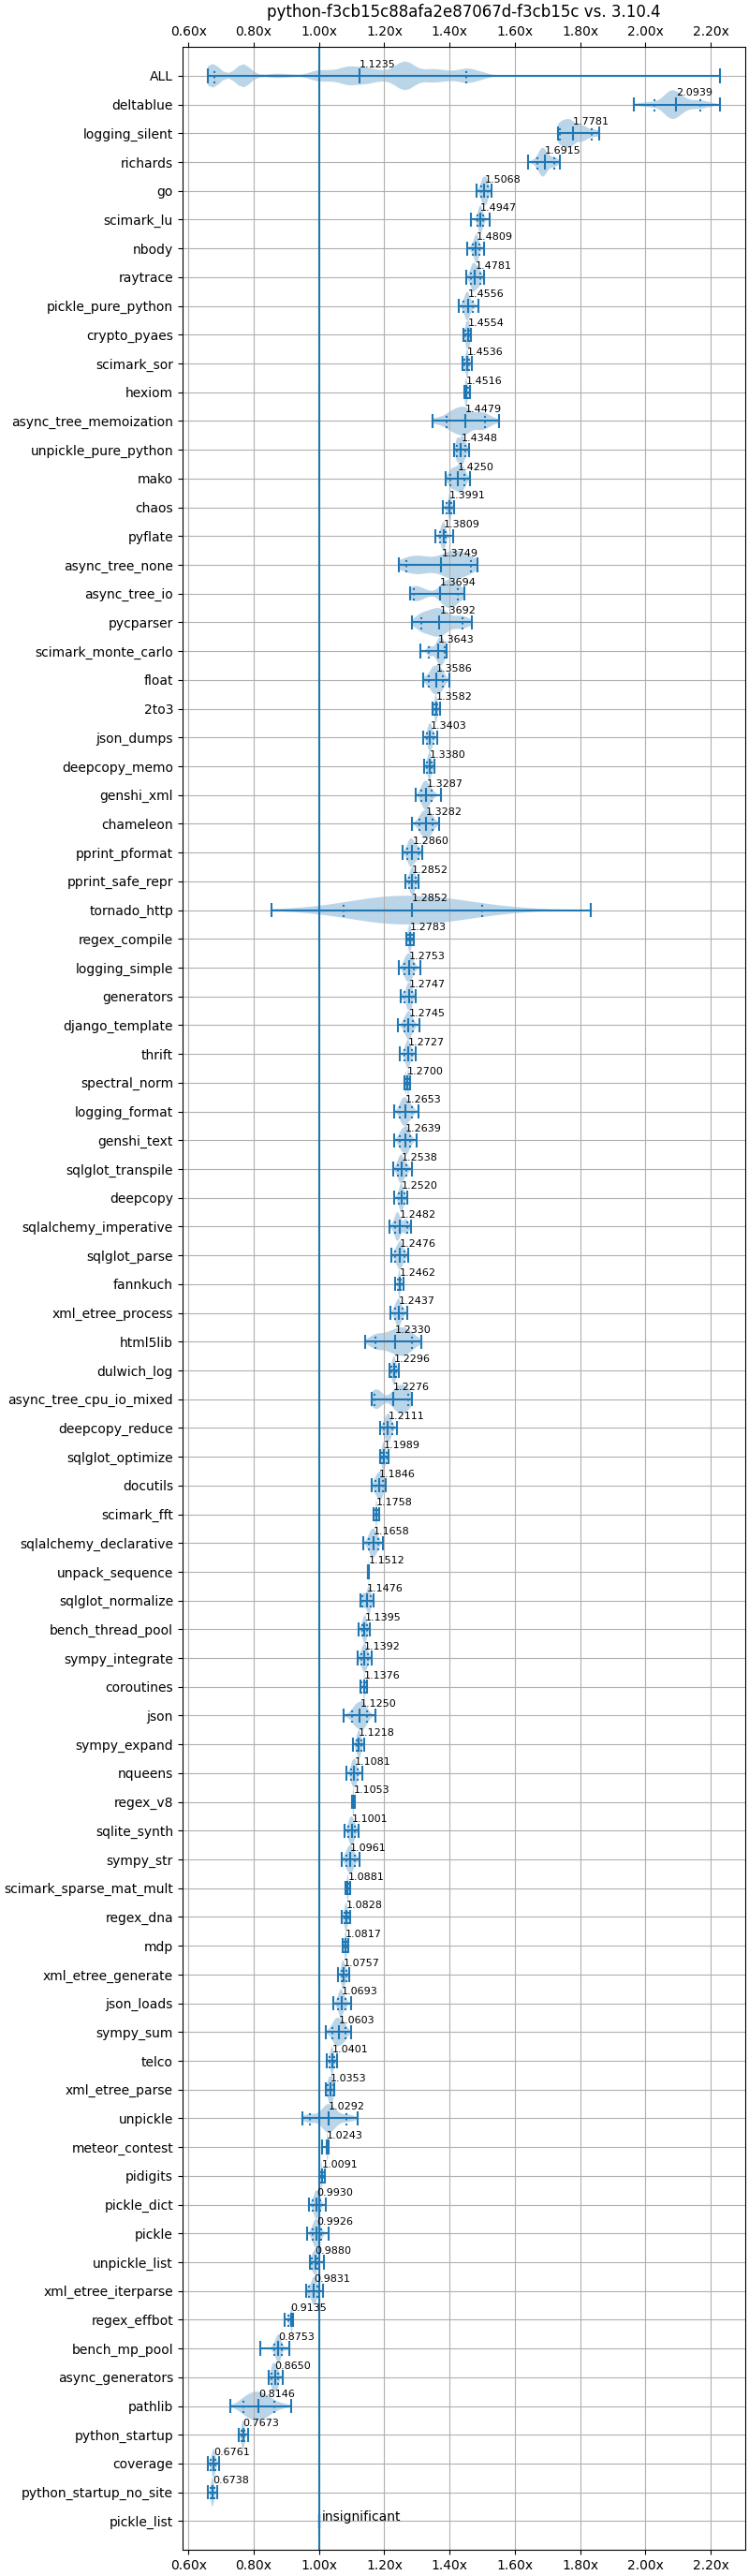 python-f3cb15c88afa2e87067d-f3cb15c vs. 3.10.4
0.60x 0.80x 1.00x 1.20x 1.40x 1.60x 1.80x 2.00x 2.20x
ALL 1.1235
deltablue 2.0939
logging_silent 1.7781
richards 1.6915
go 1.5068
scimark_lu 1.4947
nbody 1.4809
raytrace 1.4781
pickle_pure_python 1.4556
crypto_pyaes 1.4554
scimark_sor 1.4536
hexiom 1.4516
async_tree_memoization 1.4479
unpickle_pure_python 1.4348
mako 1.4250
chaos 1.3991
pyflate 1.3809
async_tree_none 1.3749
async_tree_io 1.3694
pycparser 1.3692
scimark_monte_carlo 1.3643
float 1.3586
2to3 1.3582
json_dumps 1.3403
deepcopy_memo 1.3380
genshi_xml 1.3287
chameleon 1.3282
pprint_pformat 1.2860
pprint_safe_repr 1.2852
tornado_http 1.2852
regex_compile 1.2783
logging_simple 1.2753
generators 1.2747
django_template 1.2745
thrift 1.2727
spectral_norm 1.2700
logging_format 1.2653
genshi_text 1.2639
sqlglot_transpile 1.2538
deepcopy 1.2520
sqlalchemy_imperative 1.2482
sqlglot_parse 1.2476
fannkuch 1.2462
xml_etree_process 1.2437
html5lib 1.2330
dulwich_log 1.2296
async_tree_cpu_io_mixed 1.2276
deepcopy_reduce 1.2111
sqlglot_optimize 1.1989
docutils 1.1846
scimark_fft 1.1758
sqlalchemy_declarative 1.1658
unpack_sequence 1.1512
sqlglot_normalize 1.1476
bench_thread_pool 1.1395
sympy_integrate 1.1392
coroutines 1.1376
json 1.1250
sympy_expand 1.1218
nqueens 1.1081
regex_v8 1.1053
sqlite_synth 1.1001
sympy_str 1.0961
scimark_sparse_mat_mult 1.0881
regex_dna 1.0828
mdp 1.0817
xml_etree_generate 1.0757
json_loads 1.0693
sympy_sum 1.0603
telco 1.0401
xml_etree_parse 1.0353
unpickle 1.0292
meteor_contest 1.0243
pidigits 1.0091
pickle_dict 0.9930
pickle 0.9926
unpickle_list 0.9880
xml_etree_iterparse 0.9831
regex_effbot 0.9135
bench_mp_pool 0.8753
async_generators 0.8650
pathlib 0.8146
python_startup 0.7673
coverage 0.6761
python_startup_no_site 0.6738
pickle_list insignificant
0.60x 0.80x 1.00x 1.20x 1.40x 1.60x 1.80x 2.00x 2.20x